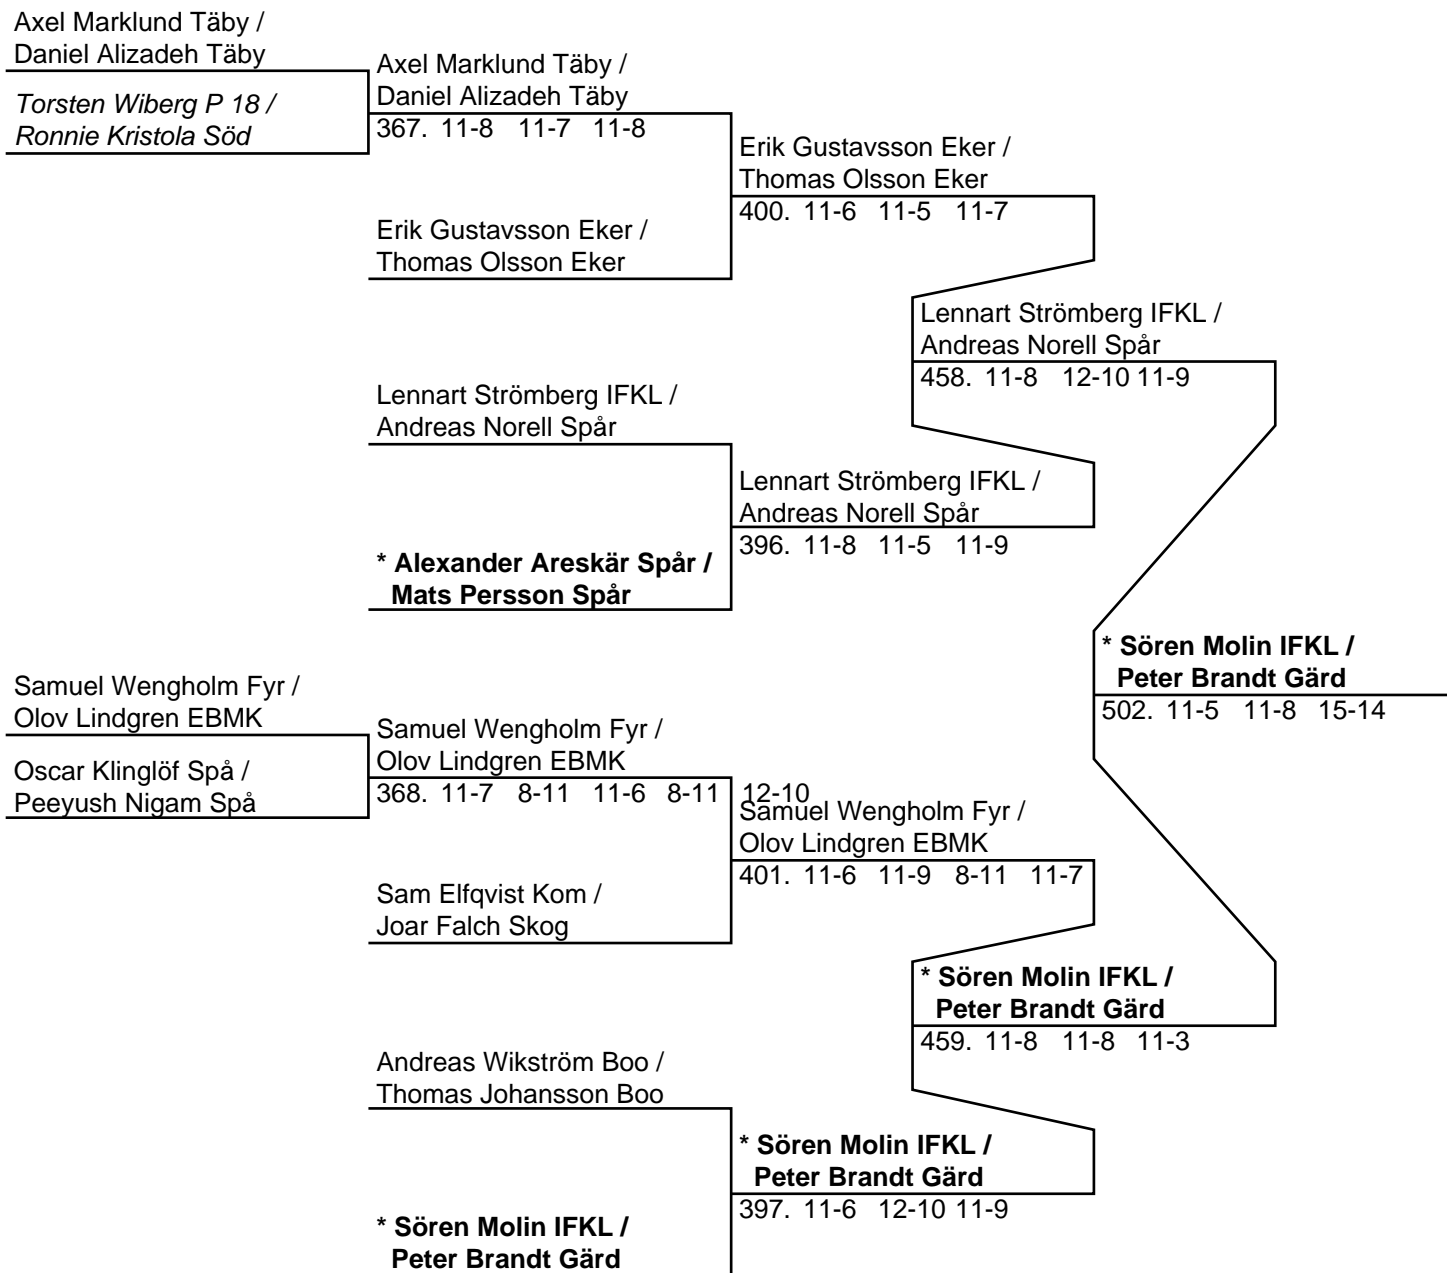 Axel Marklund Täby /
Daniel Alizadeh Täby
Torsten Wiberg P 18 /
Ronnie Kristola Söd
Axel Marklund Täby /
Daniel Alizadeh Täby
367. 11-8 11-7 11-8
Erik Gustavsson Eker /
Thomas Olsson Eker
Erik Gustavsson Eker /
Thomas Olsson Eker
400. 11-6 11-5 11-7
Lennart Strömberg IFKL /
Andreas Norell Spår
458. 11-8 12-10 11-9
Lennart Strömberg IFKL /
Andreas Norell Spår
* Alexander Areskär Spår /
Mats Persson Spår
Lennart Strömberg IFKL /
Andreas Norell Spår
396. 11-8 11-5 11-9
* Sören Molin IFKL /
Peter Brandt Gärd
502. 11-5 11-8 15-14
Samuel Wengholm Fyr /
Olov Lindgren EBMK
Oscar Klinglöf Spå /
Peeyush Nigam Spå
Samuel Wengholm Fyr /
Olov Lindgren EBMK
368. 11-7 8-11 11-6 8-11 12-10
Sam Elfqvist Kom /
Joar Falch Skog
Samuel Wengholm Fyr /
Olov Lindgren EBMK
401. 11-6 11-9 8-11 11-7
* Sören Molin IFKL /
Peter Brandt Gärd
459. 11-8 11-8 11-3
Andreas Wikström Boo /
Thomas Johansson Boo
* Sören Molin IFKL /
Peter Brandt Gärd
397. 11-6 12-10 11-9
* Sören Molin IFKL /
Peter Brandt Gärd